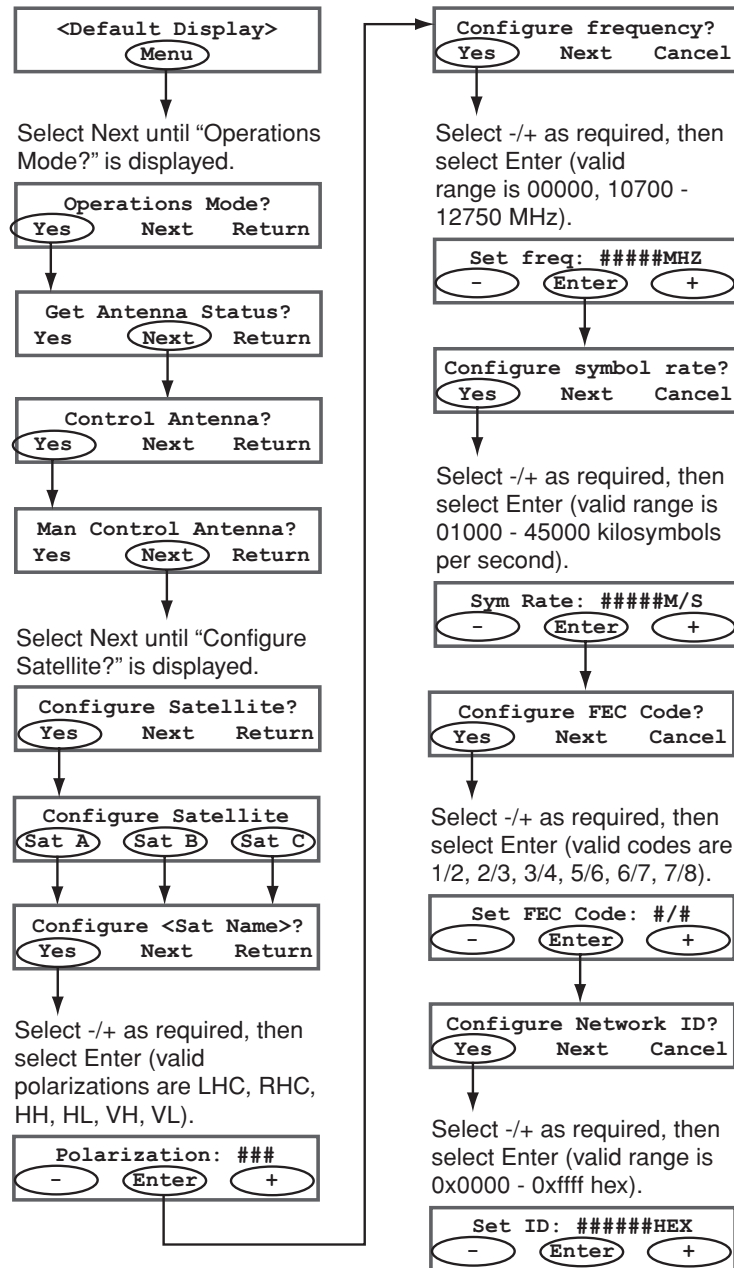 <Default Display>
Menu
Select Next until “Operations
Mode?” is displayed.
Operations Mode?
Yes Next Return
Get Antenna Status?
Yes Next Return
Control Antenna?
Yes Next Return
Man Control Antenna?
Yes Next Return
Select Next until “Configure
Satellite?” is displayed.
Configure Satellite?
Yes Next Return
Configure Satellite
Sat A Sat B Sat C
Configure <Sat Name>?
Yes Next Return
Select -/+ as required, then
select Enter (valid
polarizations are LHC, RHC,
HH, HL, VH, VL).
Polarization: ###
- Enter +
Configure frequency?
Yes Next Cancel
Select -/+ as required, then
select Enter (valid
range is 00000, 10700 -
12750 MHz).
Set freq: #####MHZ
- Enter +
Configure symbol rate?
Yes Next Cancel
Select -/+ as required, then
select Enter (valid range is
01000 - 45000 kilosymbols
per second).
Sym Rate: #####M/S
- Enter +
Configure FEC Code?
Yes Next Cancel
Select -/+ as required, then
select Enter (valid codes are
1/2, 2/3, 3/4, 5/6, 6/7, 7/8).
Set FEC Code: #/#
- Enter +
Configure Network ID?
Yes Next Cancel
Select -/+ as required, then
select Enter (valid range is
0x0000 - 0xffff hex).
Set ID: ######HEX
- Enter +